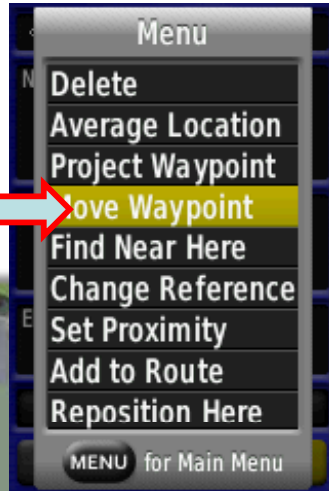 Menu
N
Delete
Average Location
Project Waypoint
ove Waypoint
Find Near Here
Change Reference
E
Set Proximity
Add to Route
Reposition Here
MENU for Main Menu